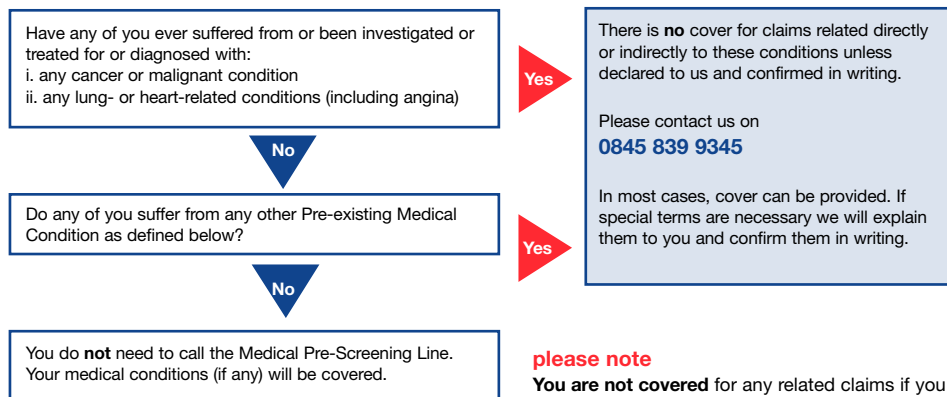 Have any of you ever suffered from or been investigated or
treated for or diagnosed with:
i. any cancer or malignant condition
ii. any lung- or heart-related conditions (including angina)
Yes
There is no cover for claims related directly
or indirectly to these conditions unless
declared to us and confirmed in writing.
Please contact us on
0845 839 9345
In most cases, cover can be provided. If
special terms are necessary we will explain
them to you and confirm them in writing.
No
Do any of you suffer from any other Pre-existing Medical
Condition as defined below?
Yes
No
You do not need to call the Medical Pre-Screening Line.
Your medical conditions (if any) will be covered.
please note
You are not covered for any related claims if you